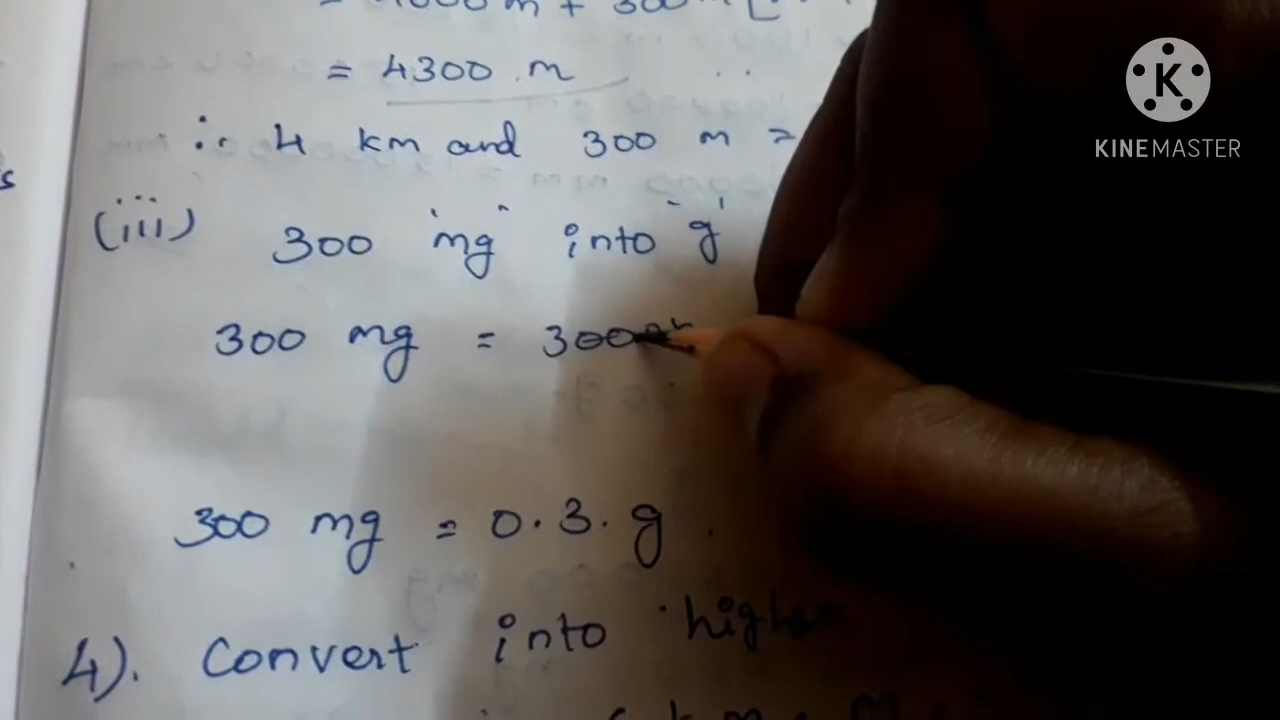 = 4300 m
∴ 4 km and 300 m =
(iii) 300 "mg" into "g"
300 mg = 300
300 mg = 0.3. g
4). Convert into higher
s
K
KINEMASTER